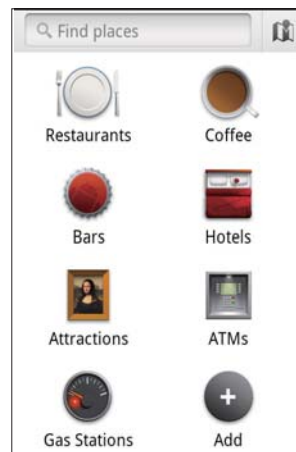 Find places
Restaurants Coffee
Bars Hotels
Attractions ATMs
Gas Stations Add